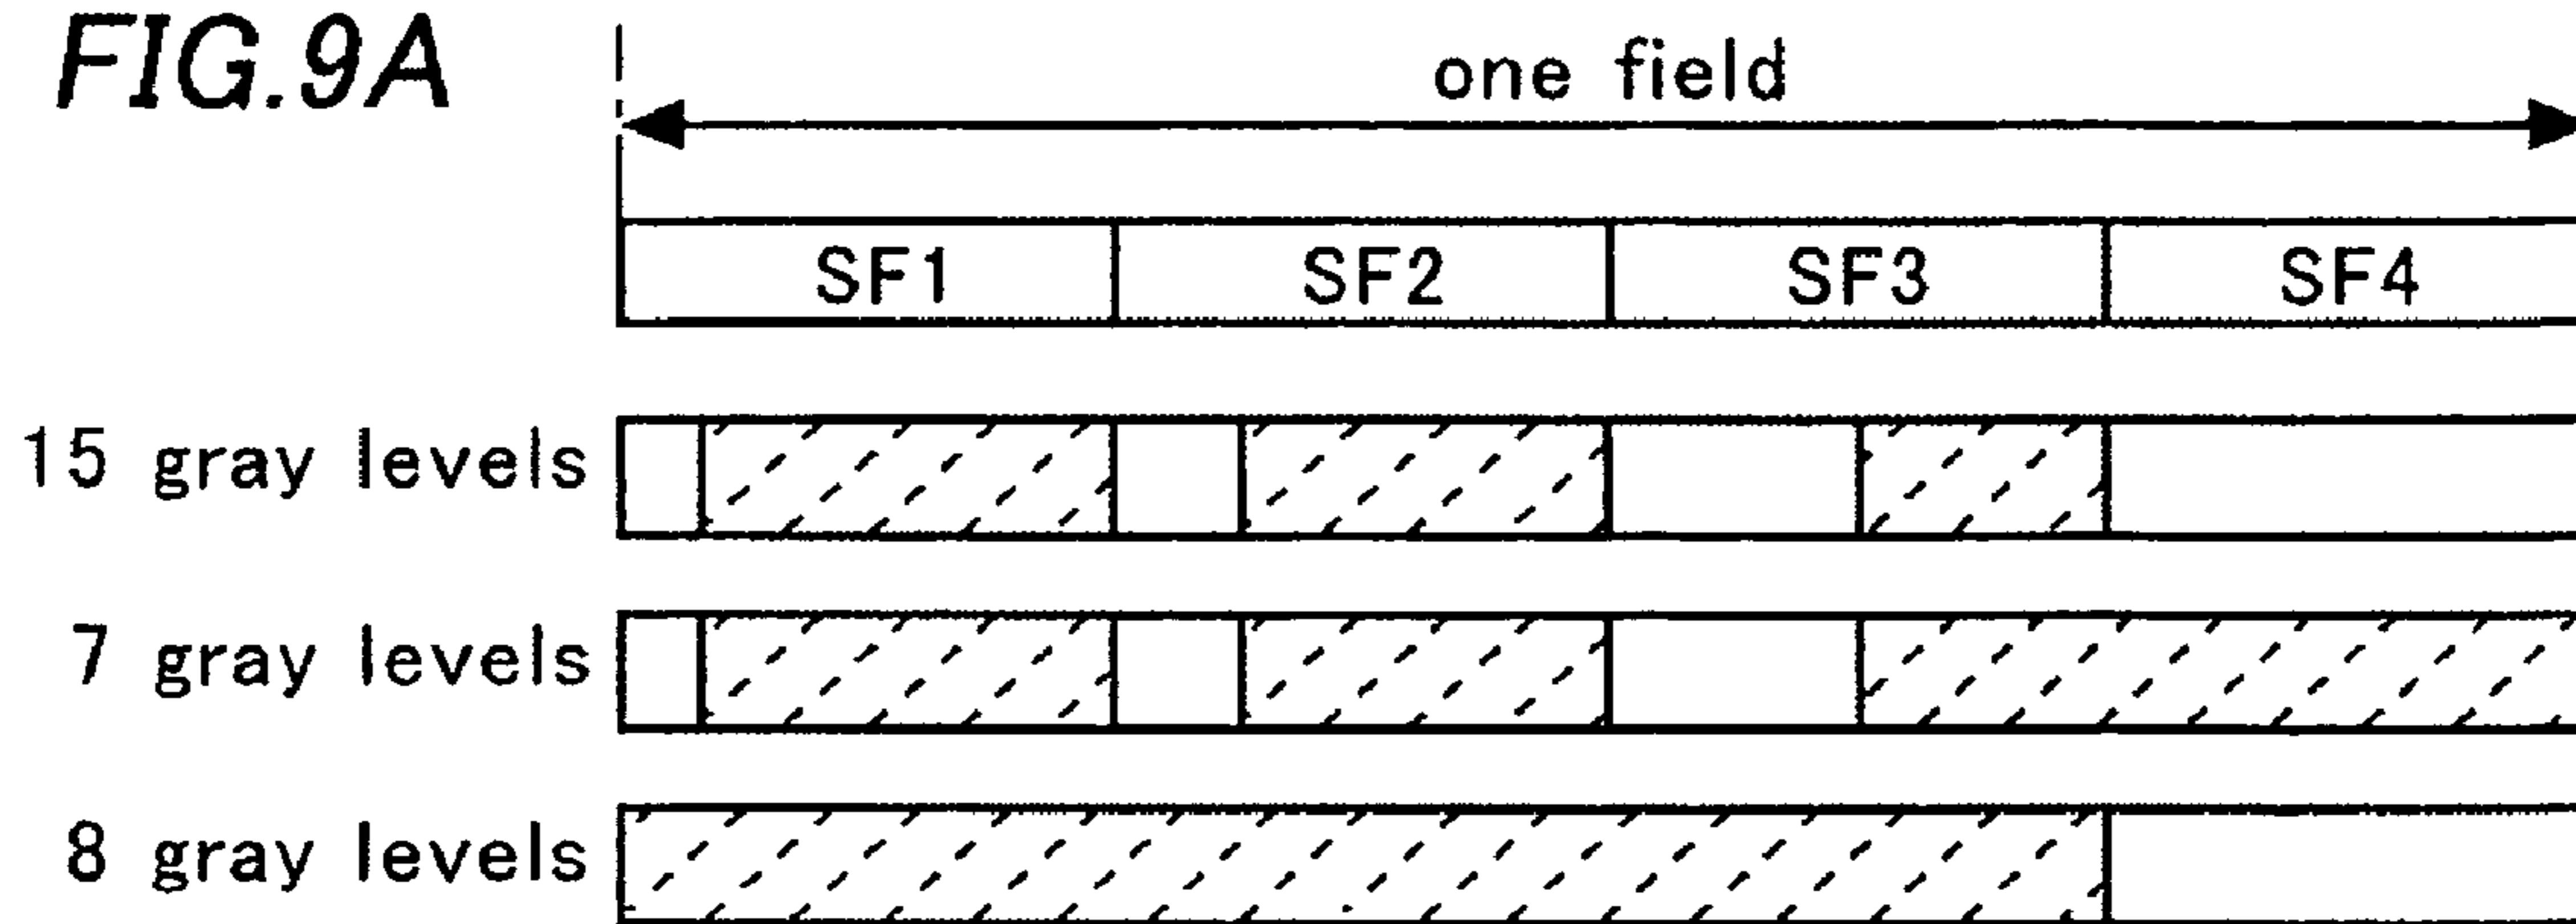 FIG.9A
one field
SF1 SF2 SF3 SF4
15 gray levels
7 gray levels
8 gray levels